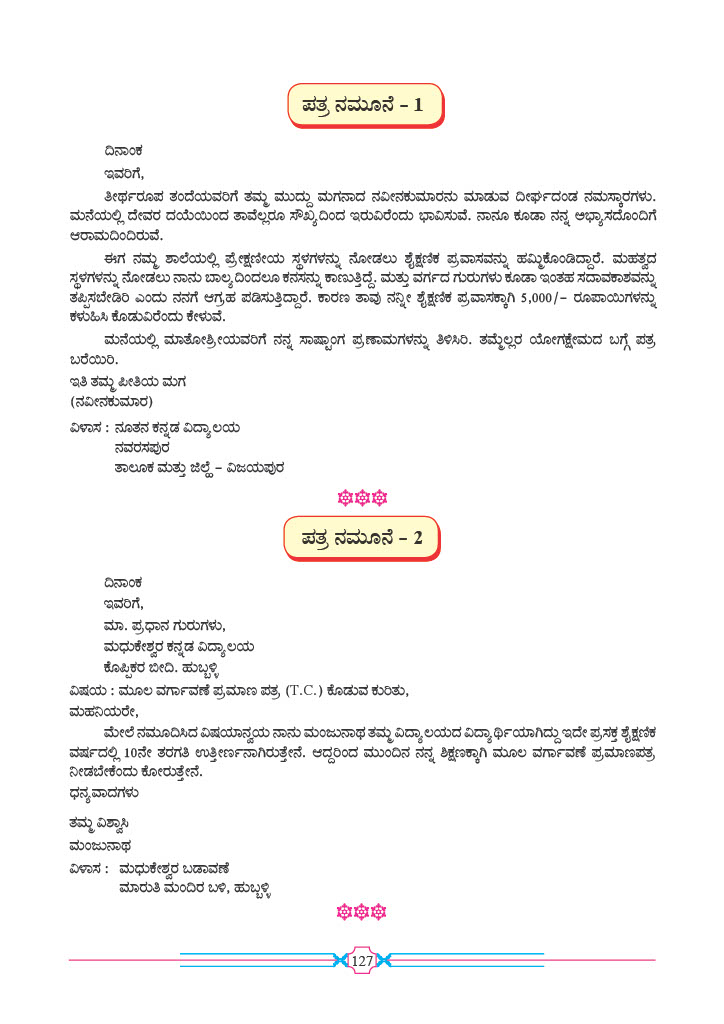 ಪತ್ರ ನಮೂನೆ – 1
ದಿನಾಂಕ
ಇವರಿಗೆ,
ತೀರ್ಥರೂಪ ತಂದೆಯವರಿಗೆ ತಮ್ಮ ಮುದ್ದು ಮಗನಾದ ನವೀನಕುಮಾರನು ಮಾಡುವ ದೀರ್ಘದಂಡ ನಮಸ್ಕಾರಗಳು.
ಮನೆಯಲ್ಲಿ ದೇವರ ದಯೆಯಿಂದ ತಾವೆಲ್ಲರೂ ಸೌಖ್ಯದಿಂದ ಇರುವಿರೆಂದು ಭಾವಿಸುವೆ. ನಾನೂ ಕೂಡಾ ನನ್ನ ಅಭ್ಯಾಸದೊಂದಿಗೆ
ಆರಾಮದಿಂದಿರುವೆ.
ಈಗ ನಮ್ಮ ಶಾಲೆಯಲ್ಲಿ ಪ್ರೇಕ್ಷಣೀಯ ಸ್ಥಳಗಳನ್ನು ನೋಡಲು ಶೈಕ್ಷಣಿಕ ಪ್ರವಾಸವನ್ನು ಹಮ್ಮಿಕೊಂಡಿದ್ದಾರೆ. ಮಹತ್ವದ
ಸ್ಥಳಗಳನ್ನು ನೋಡಲು ನಾನು ಬಾಲ್ಯದಿಂದಲೂ ಕನಸನ್ನು ಕಾಣುತ್ತಿದ್ದೆ. ಮತ್ತು ವರ್ಗದ ಗುರುಗಳು ಕೂಡಾ ಇಂತಹ ಸದಾವಕಾಶವನ್ನು
ತಪ್ಪಿಸಬೇಡಿರಿ ಎಂದು ನನಗೆ ಆಗ್ರಹ ಪಡಿಸುತ್ತಿದ್ದಾರೆ. ಕಾರಣ ತಾವು ನನ್ನೀ ಶೈಕ್ಷಣಿಕ ಪ್ರವಾಸಕ್ಕಾಗಿ 5,000/– ರೂಪಾಯಿಗಳನ್ನು
ಕಳುಹಿಸಿ ಕೊಡುವಿರೆಂದು ಕೇಳುವೆ.
ಮನೆಯಲ್ಲಿ ಮಾತೋಶ್ರೀಯವರಿಗೆ ನನ್ನ ಸಾಷ್ಟಾಂಗ ಪ್ರಣಾಮಗಳನ್ನು ತಿಳಿಸಿರಿ. ತಮ್ಮೆಲ್ಲರ ಯೋಗಕ್ಷೇಮದ ಬಗ್ಗೆ ಪತ್ರ
ಬರೆಯಿರಿ.
ಇತಿ ತಮ್ಮ ಪ್ರೀತಿಯ ಮಗ
(ನವೀನಕುಮಾರ)
ವಿಳಾಸ : ನೂತನ ಕನ್ನಡ ವಿದ್ಯಾಲಯ
ನವರಸಪುರ
ತಾಲೂಕ ಮತ್ತು ಜಿಲ್ಹೆ – ವಿಜಯಪುರ
ಪತ್ರ ನಮೂನೆ – 2
ದಿನಾಂಕ
ಇವರಿಗೆ,
ಮಾ. ಪ್ರಧಾನ ಗುರುಗಳು,
ಮಧುಕೇಶ್ವರ ಕನ್ನಡ ವಿದ್ಯಾಲಯ
ಕೊಪ್ಪಿಕರ ಬೀದಿ. ಹುಬ್ಬಳ್ಳಿ
ವಿಷಯ : ಮೂಲ ವರ್ಗಾವಣೆ ಪ್ರಮಾಣ ಪತ್ರ (T.C.) ಕೊಡುವ ಕುರಿತು,
ಮಹನಿಯರೇ,
ಮೇಲೆ ನಮೂದಿಸಿದ ವಿಷಯಾನ್ವಯ ನಾನು ಮಂಜುನಾಥ ತಮ್ಮ ವಿದ್ಯಾಲಯದ ವಿದ್ಯಾರ್ಥಿಯಾಗಿದ್ದು ಇದೇ ಪ್ರಸಕ್ತ ಶೈಕ್ಷಣಿಕ
ವರ್ಷದಲ್ಲಿ 10ನೇ ತರಗತಿ ಉತ್ತೀರ್ಣನಾಗಿರುತ್ತೇನೆ. ಆದ್ದರಿಂದ ಮುಂದಿನ ನನ್ನ ಶಿಕ್ಷಣಕ್ಕಾಗಿ ಮೂಲ ವರ್ಗಾವಣೆ ಪ್ರಮಾಣಪತ್ರ
ನೀಡಬೇಕೆಂದು ಕೋರುತ್ತೇನೆ.
ಧನ್ಯವಾದಗಳು
ತಮ್ಮ ವಿಶ್ವಾಸಿ
ಮಂಜುನಾಥ
ವಿಳಾಸ : ಮಧುಕೇಶ್ವರ ಬಡಾವಣೆ
ಮಾರುತಿ ಮಂದಿರ ಬಳಿ, ಹುಬ್ಬಳ್ಳಿ
127